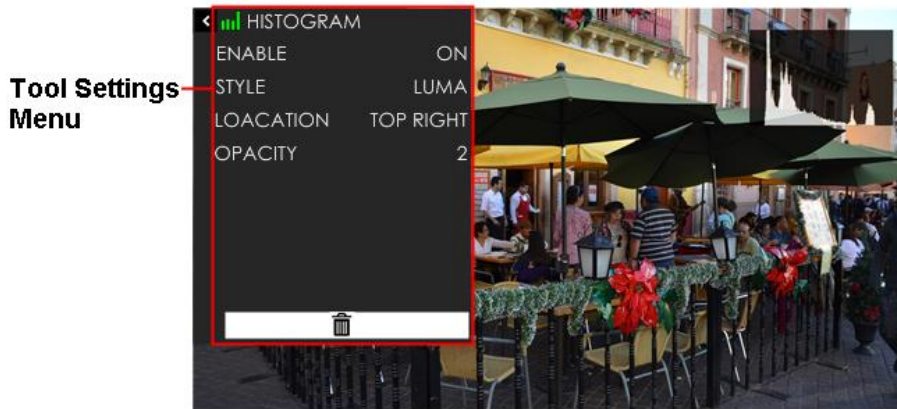 HISTOGRAM
ENABLE ON
Tool Settings Menu
STYLE LUMA
LOACATION TOP RIGHT
OPACITY 2